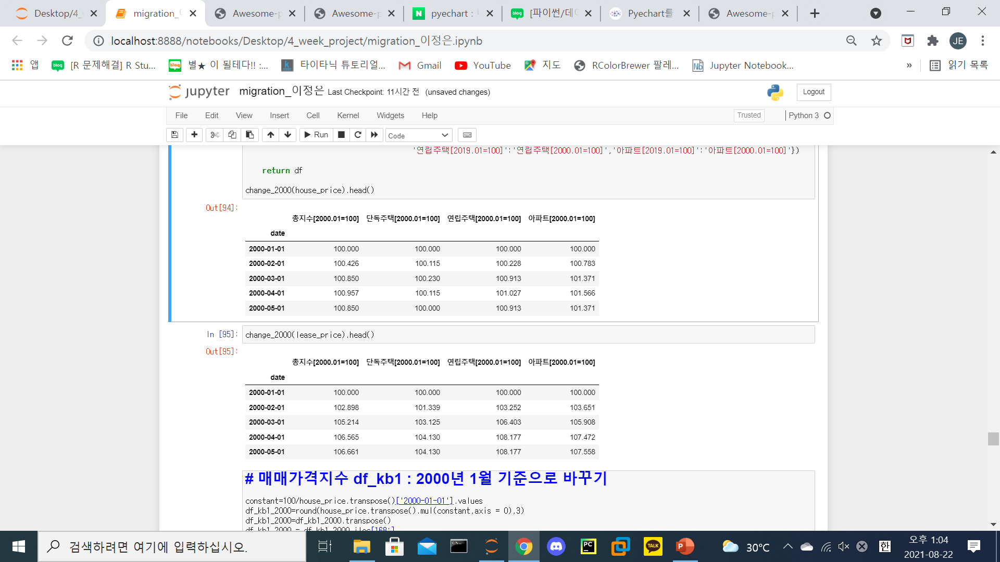 Desktop/4_
migration_
Awesome-p
Awesome-p
pyechart :
[파이썬/데이
Pyechart를
Awesome-p
localhost:8888/notebooks/Desktop/4_week_project/migration_이정은.ipynb
JE
앱
blog [R 문제해결] R Stu...
blog 별★ 이 될테다!! :...
타이타닉 튜토리얼...
Gmail
YouTube
지도
RColorBrewer 팔레...
Jupyter Notebook...
»
읽기 목록
jupyter migration_이정은 Last Checkpoint: 11시간 전 (unsaved changes)
Logout
File Edit View Insert Cell Kernel Widgets Help
Trusted
Python 3
Run
Code
'연립주택[2019.01=100]':'연립주택[2000.01=100]','아파트[2019.01=100]':'아파트[2000.01=100]'})
return df
change_2000(house_price).head()
Out[94]:
총지수[2000.01=100] 단독주택[2000.01=100] 연립주택[2000.01=100] 아파트[2000.01=100]
date
2000-01-01 100.000 100.000 100.000 100.000
2000-02-01 100.426 100.115 100.228 100.783
2000-03-01 100.850 100.230 100.913 101.371
2000-04-01 100.957 100.115 101.027 101.566
2000-05-01 100.850 100.000 100.913 101.371
In [95]: change_2000(lease_price).head()
Out[95]:
총지수[2000.01=100] 단독주택[2000.01=100] 연립주택[2000.01=100] 아파트[2000.01=100]
date
2000-01-01 100.000 100.000 100.000 100.000
2000-02-01 102.898 101.339 103.252 103.651
2000-03-01 105.214 103.125 106.403 105.908
2000-04-01 106.565 104.130 108.177 107.472
2000-05-01 106.661 104.130 108.177 107.558
# 매매가격지수 df_kb1 : 2000년 1월 기준으로 바꾸기
constant=100/house_price.transpose()['2000-01-01'].values
df_kb1_2000=round(house_price.transpose().mul(constant,axis = 0),3)
df_kb1_2000=df_kb1_2000.transpose()
df_kb1_2000 = df_kb1_2000.iloc[168:]
검색하려면 여기에 입력하십시오.
30°C
한
오후 1:04
2021-08-22